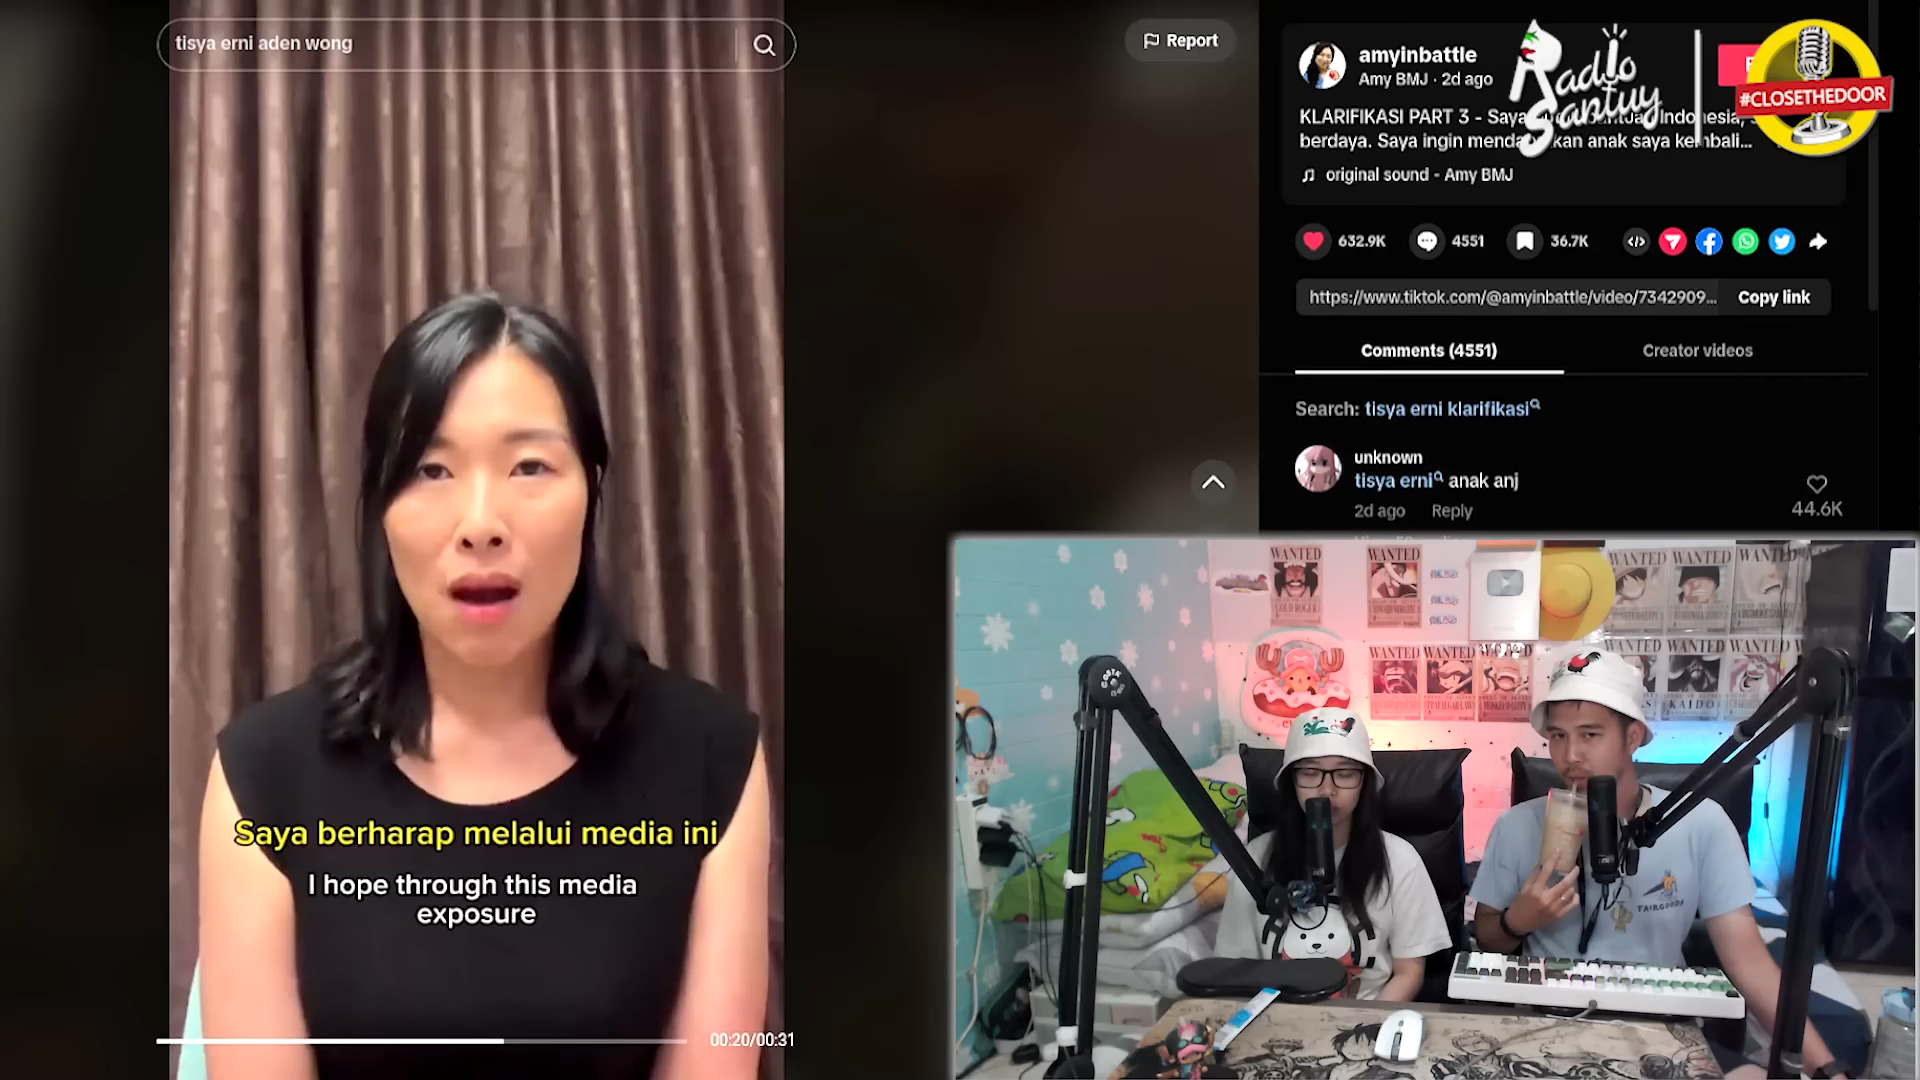 tisya erni aden wong
Report
amyinbattle
Amy BMJ · 2d ago
Radio
Santuy
#CLOSETHEDOOR
KLARIFIKASI PART 3 - Saya
berdaya. Saya ingin kan anak saya kembali...
original sound - Amy BMJ
632.9K
4551
36.7K
https://www.tiktok.com/@amyinbattle/video/7342909...
Copy link
Comments (4551)
Creator videos
Search: tisya erni klarifikasi
unknown
tisya erni anak anj
2d ago
Reply
44.6K
Saya berharap melalui media ini
I hope through this media
exposure
00:20/00:31
WANTED
GOLD ROGER
WANTED
WANTED
WANTED
WANTED
WANTED
WANTED
WANTED
WANTED
WANTED
KAIDO
FAIRGOODS